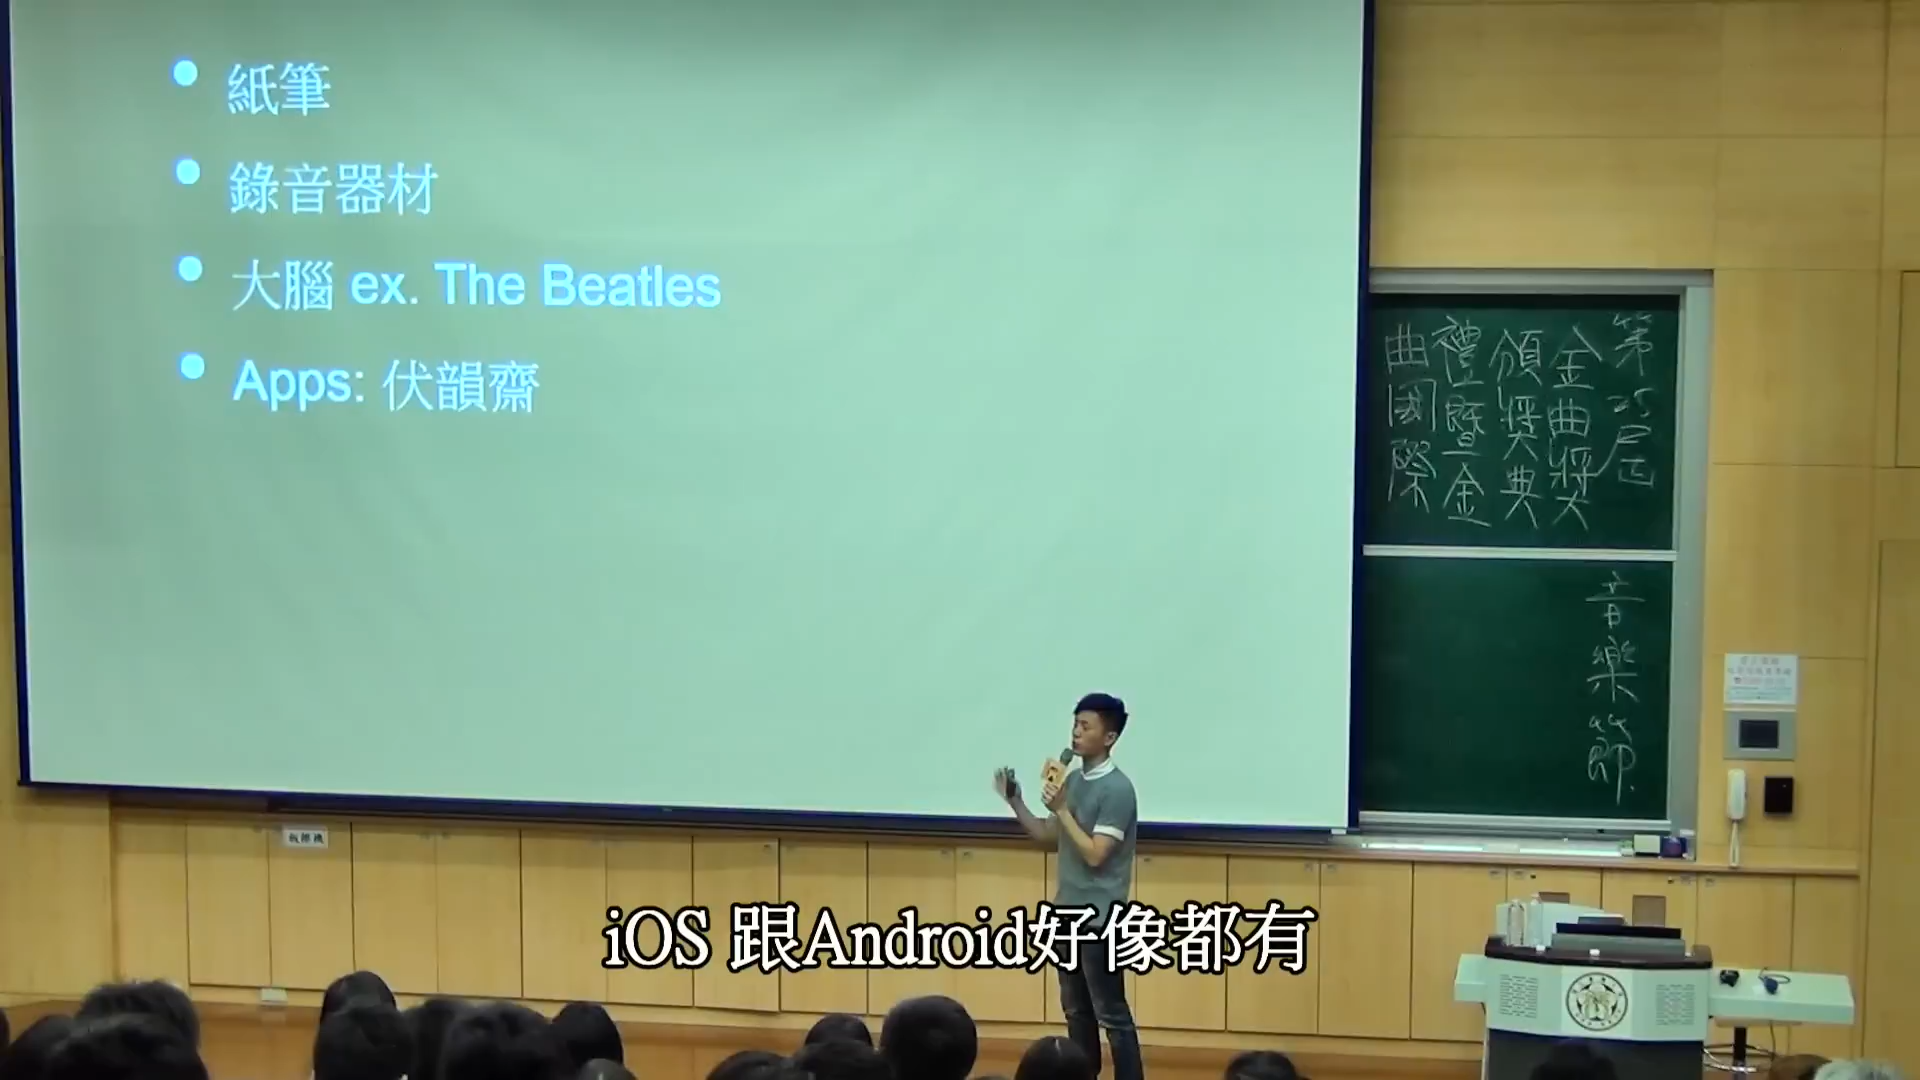 紙筆
錄音器材
大腦 ex. The Beatles
Apps: 伏韻齋
第25屆
金曲獎
頒獎典
禮暨金
曲國際
音樂節
iOS 跟Android好像都有